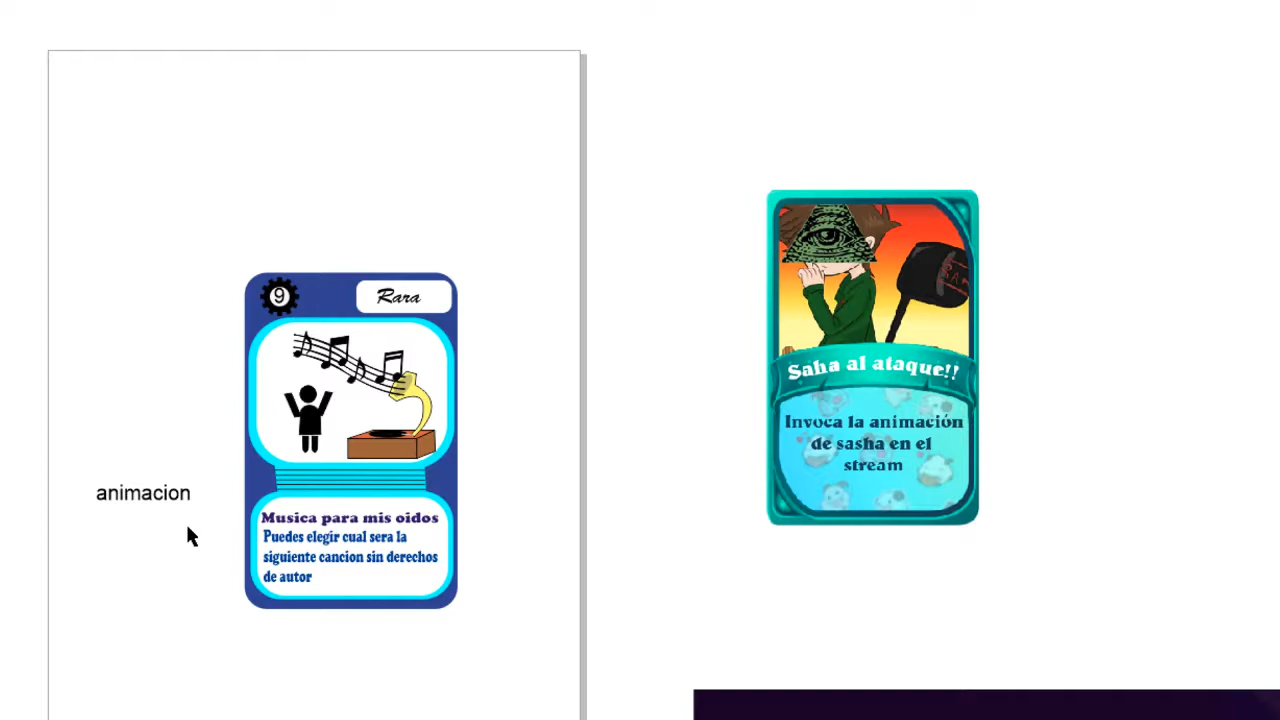 9
Rara
Musica para mis oidos
Puedes elegir cual sera la
siguiente cancion sin derechos
de autor
animacion
Saha al ataque!!
Invoca la animación
de sasha en el
stream